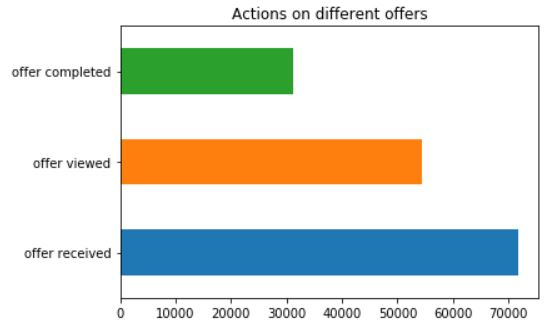 Actions on different offers
offer completed
offer viewed
offer received
0 10000 20000 30000 40000 50000 60000 70000